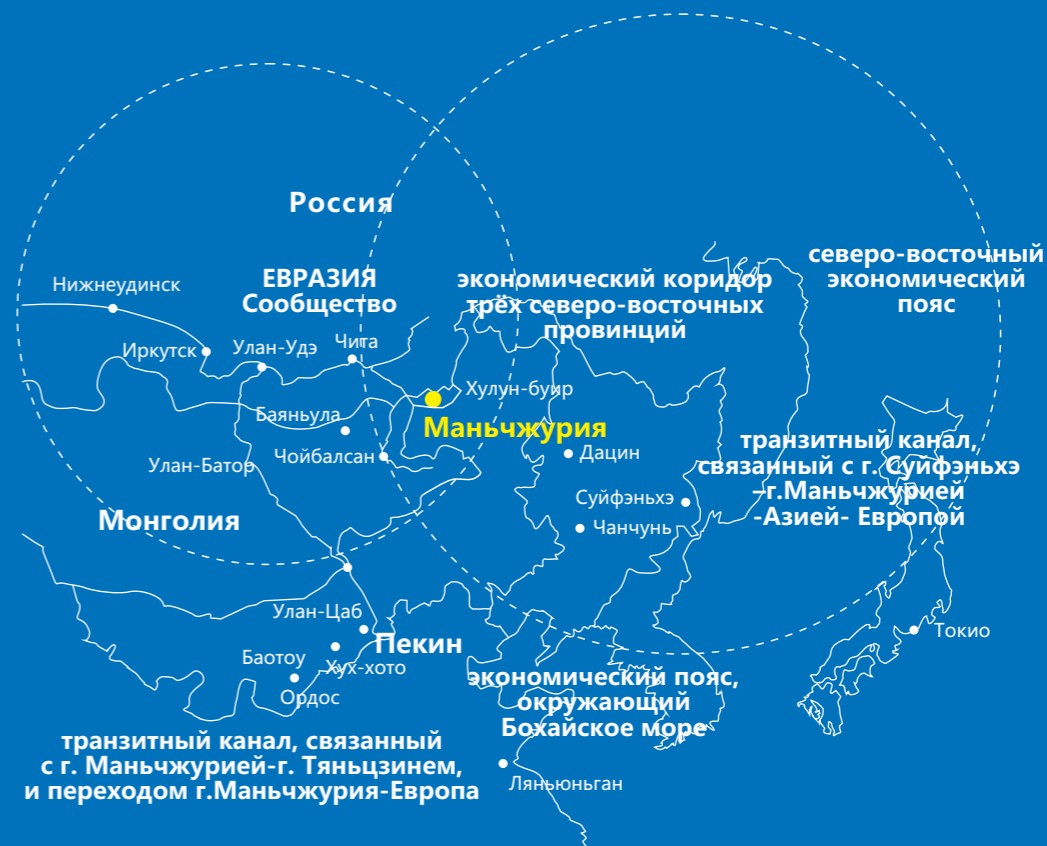 Россия
северо-восточный
экономический
пояс
ЕВРАЗИЯ
Сообщество
экономический коридор
трёх северо-восточных
провинций
Нижнеудинск
Иркутск
Улан-Удэ
Чита
Хулун-буир
Баяньула
Маньчжурия
Улан-Батор
Чойбалсан
Дацин
транзитный канал,
связанный с г. Суйфэньхэ
–г.Маньчжурией
-Азией- Европой
Суйфэньхэ
Чанчунь
Монголия
Улан-Цаб
Пекин
Токио
Баотоу
Хух-хото
Ордос
экономический пояс,
окружающий
Бохайское море
транзитный канал, связанный
с г. Маньчжурией-г. Тяньцзинем,
и переходом г.Маньчжурия-Европа
Ляньюньган